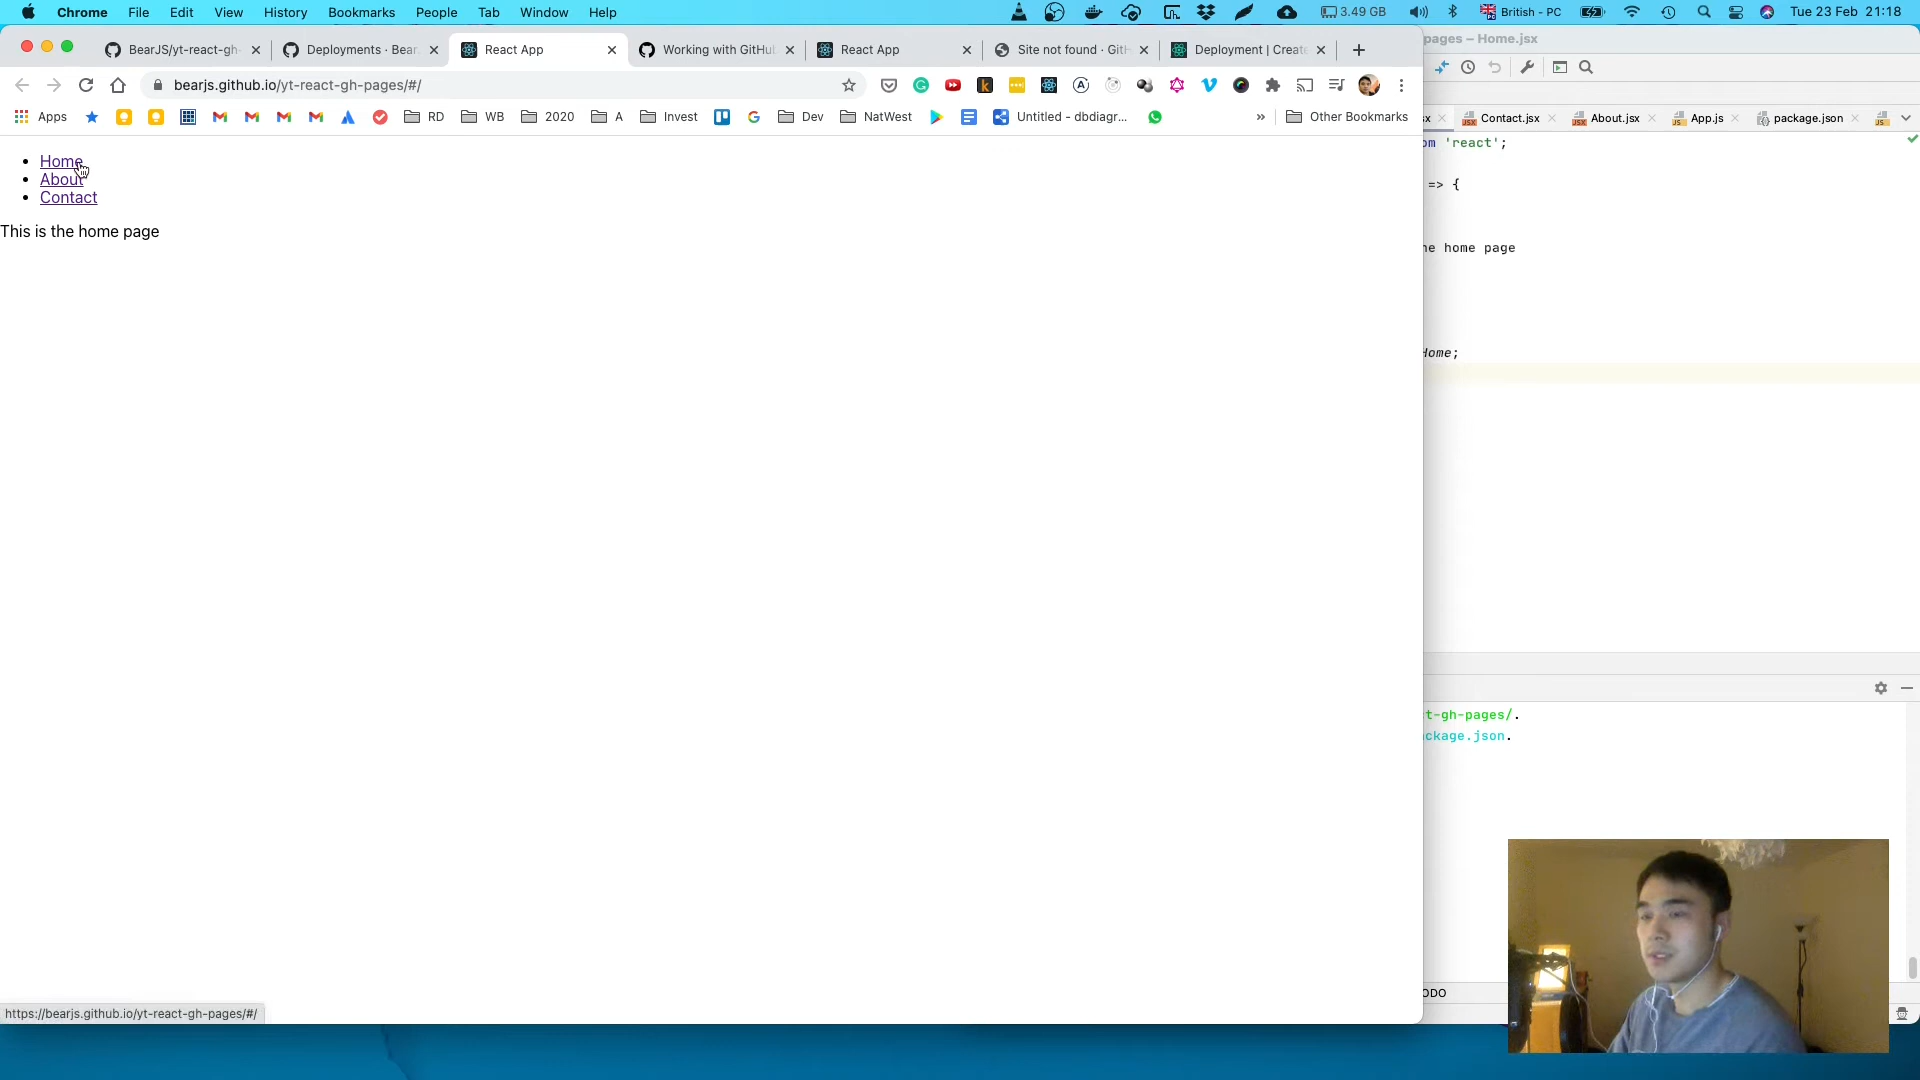 Chrome File Edit View History Bookmarks People Tab Window Help 3.49 GB British - PC Tue 23 Feb 21:18
pages – Home.jsx
BearJS/yt-react-gh- Deployments · Bear React App Working with GitHu React App Site not found · Git Deployment | Create
bearjs.github.io/yt-react-gh-pages/#/
Apps RD WB 2020 A Invest Dev NatWest Untitled - dbdiagr... » Other Bookmarks
Contact.jsx About.jsx App.js package.json
'react';
=> {
home page
Home;
Home
About
Contact
This is the home page
t-gh-pages/.
ckage.json.
ODO
https://bearjs.github.io/yt-react-gh-pages/#/